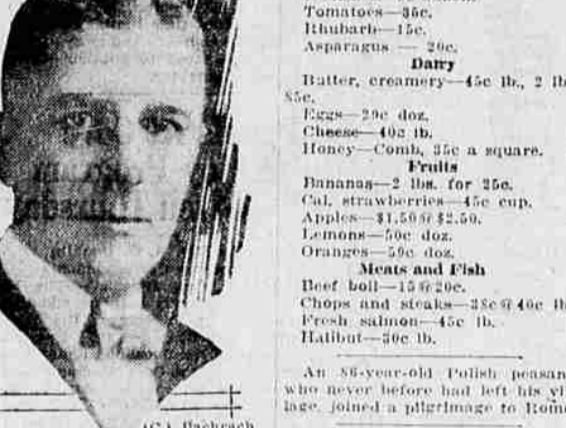 Tomatoes—35c.
Rhubarb—15c.
Asparagus — 20c.
Dairy
Butter, creamery—45c lb., 2 lb
85c.
Eggs—29c doz.
Cheese—40c lb.
Honey—Comb, 35c a square.
Fruits
Bananas—2 lbs. for 25c.
Cal. strawberries—45c cup.
Apples—$1.50@$2.50.
Lemons—50c doz.
Oranges—59c doz.
Meats and Fish
Beef boil—15@20c.
Chops and steaks—38c@40c lb
Fresh salmon—45c lb.
Halibut—30c lb.
An 86-year-old Polish peasan
who never before had left his vil
lage, joined a pilgrimage to Rome
(C) Bachrach